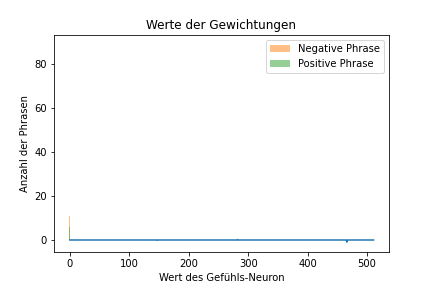 Werte der Gewichtungen
Negative Phrase
Positive Phrase
Anzahl der Phrasen
80
60
40
20
0
0 100 200 300 400 500
Wert des Gefühls-Neuron